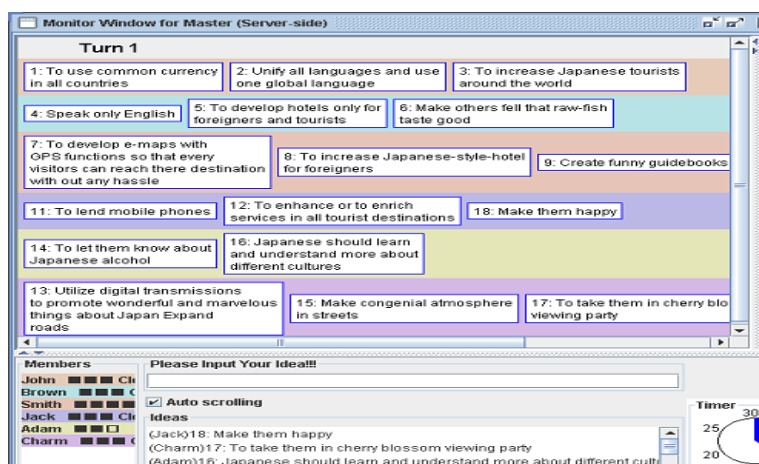 Monitor Window for Master (Server-side)
Turn 1
1: To use common currency
in all countries
2: Unify all languages and use
one global language
3: To increase Japanese tourists
around the world
4: Speak only English
5: To develop hotels only for
foreigners and tourists
6: Make others fell that raw-fish
taste good
7: To develop e-maps with
GPS functions so that every
visitors can reach there destination
with out any hassle
8: To increase Japanese-style-hotel
for foreigners
9: Create funny guidebooks
11: To lend mobile phones
12: To enhance or to enrich
services in all tourist destinations
18: Make them happy
14: To let them know about
Japanese alcohol
16: Japanese should learn
and understand more about
different cultures
13: Utilize digital transmissions
to promote wonderful and marvelous
things about Japan Expand
roads
15: Make congenial atmosphere
in streets
17: To take them in cherry blo
viewing party
Members
John Cl
Brown
Smith
Jack Cl
Adam
Charm
Please Input Your Idea!!!
Auto scrolling
Ideas
(Jack)18: Make them happy
(Charm)17: To take them in cherry blossom viewing party
(Adam)16: Japanese should learn and understand more about different cult
Timer
30
25
20